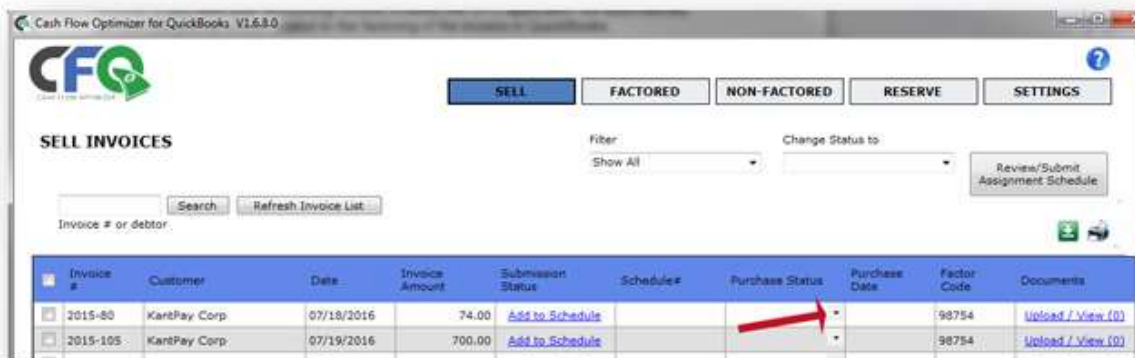 Cash Flow Optimizer for QuickBooks V1.6.8.0
CFO
CASH FLOW OPTIMIZER
SELL FACTORED NON-FACTORED RESERVE SETTINGS
SELL INVOICES
Filter Change Status to
Show All
Review/Submit
Assignment Schedule
Search Refresh Invoice List
Invoice # or debtor
Invoice # Customer Date Invoice Amount Submission Status Schedule# Purchase Status Purchase Date Factor Code Documents
2015-80 KantPay Corp 07/18/2016 74.00 Add to Schedule 98754 Upload / View (0)
2015-105 KantPay Corp 07/19/2016 700.00 Add to Schedule 98754 Upload / View (0)